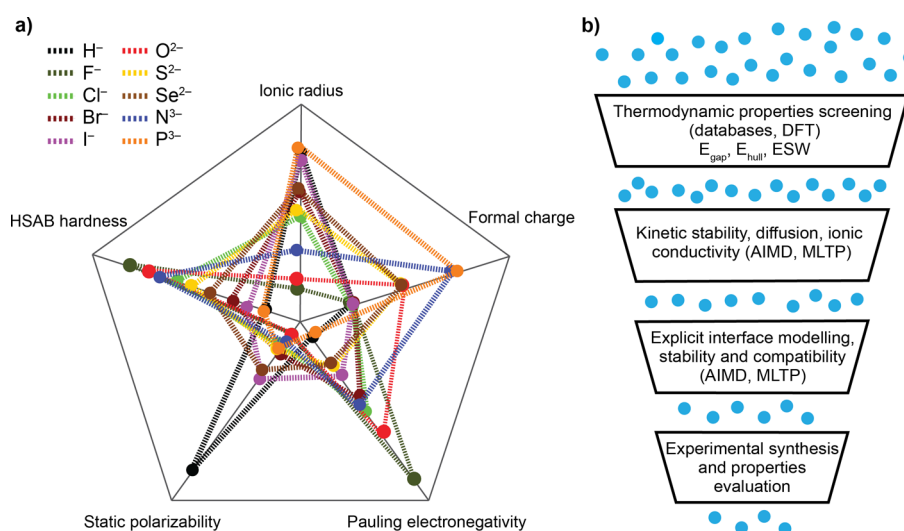 a)
H⁻
F⁻
Cl⁻
Br⁻
I⁻
O²⁻
S²⁻
Se²⁻
N³⁻
P³⁻
Ionic radius
Formal charge
HSAB hardness
Static polarizability
Pauling electronegativity
b)
Thermodynamic properties screening
(databases, DFT)
E_gap, E_hull, ESW
Kinetic stability, diffusion, ionic
conductivity (AIMD, MLTP)
Explicit interface modelling,
stability and compatibility
(AIMD, MLTP)
Experimental synthesis
and properties
evaluation